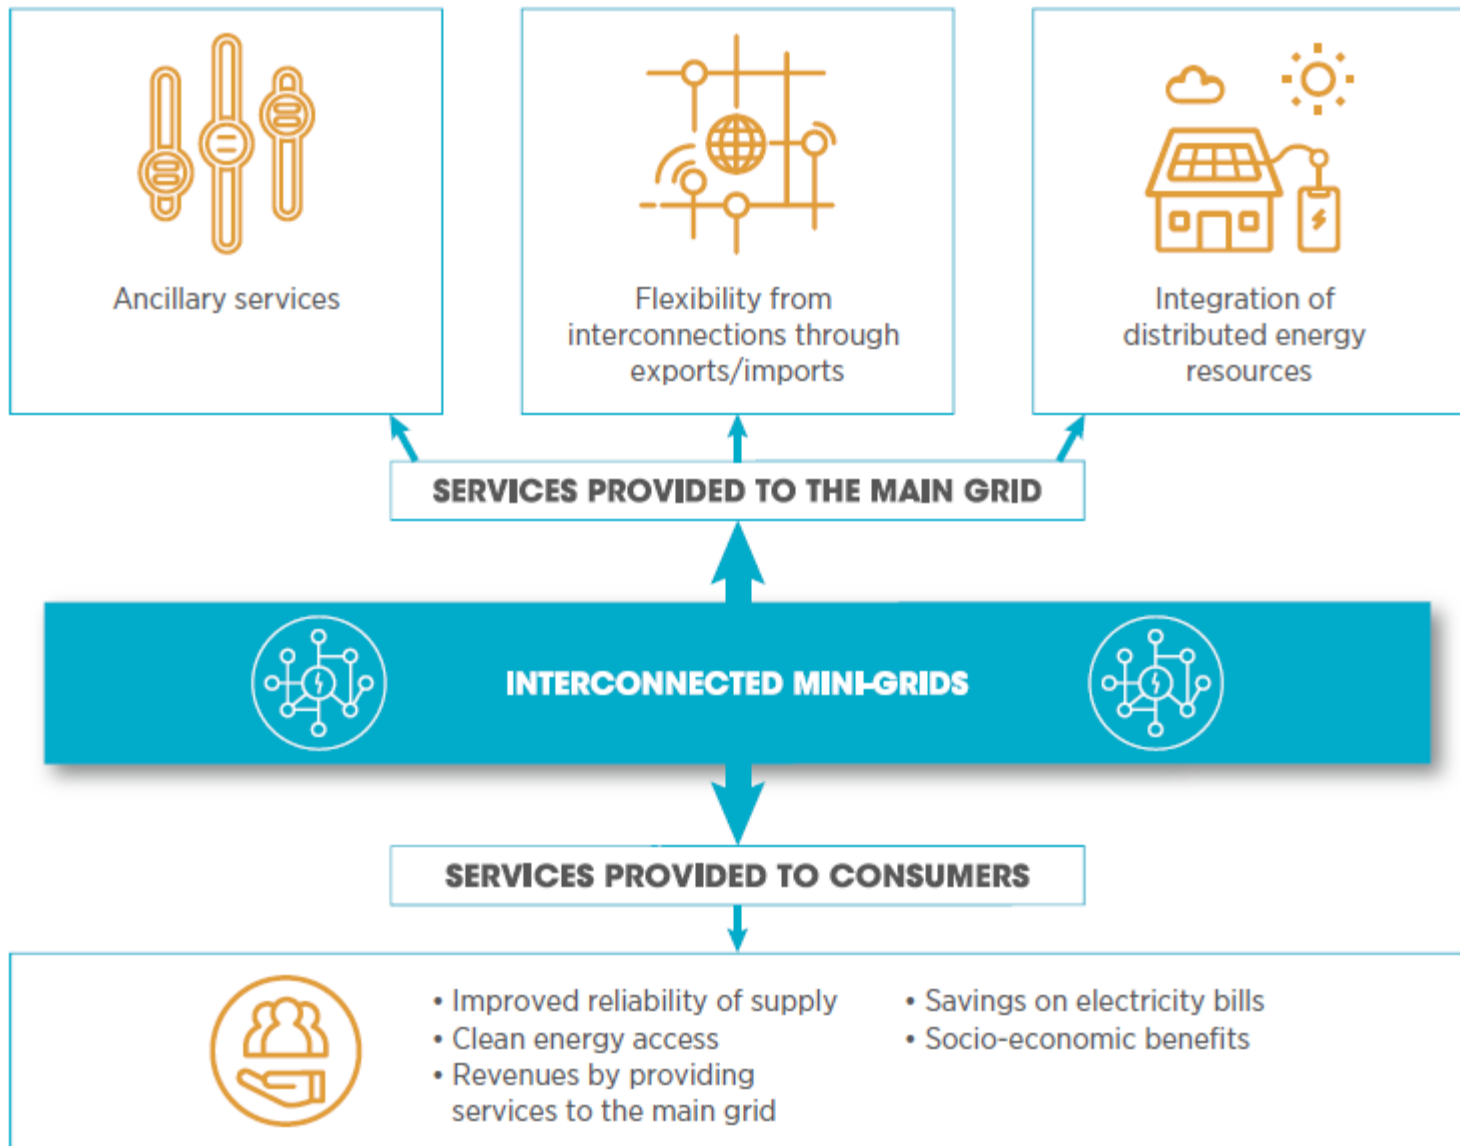 Ancillary services
Flexibility from
interconnections through
exports/imports
Integration of
distributed energy
resources
SERVICES PROVIDED TO THE MAIN GRID
INTERCONNECTED MINI-GRIDS
SERVICES PROVIDED TO CONSUMERS
• Improved reliability of supply
• Clean energy access
• Revenues by providing
services to the main grid
• Savings on electricity bills
• Socio-economic benefits